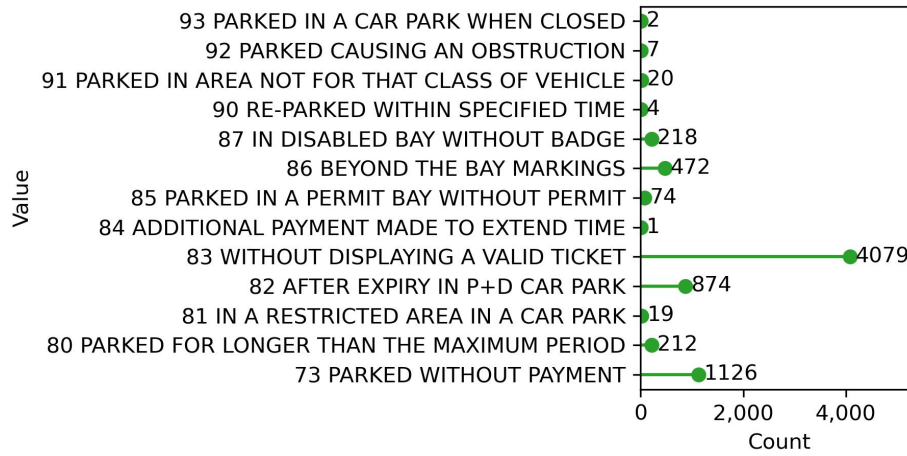 93 PARKED IN A CAR PARK WHEN CLOSED 2
92 PARKED CAUSING AN OBSTRUCTION 7
91 PARKED IN AREA NOT FOR THAT CLASS OF VEHICLE 20
90 RE-PARKED WITHIN SPECIFIED TIME 4
87 IN DISABLED BAY WITHOUT BADGE 218
86 BEYOND THE BAY MARKINGS 472
85 PARKED IN A PERMIT BAY WITHOUT PERMIT 74
84 ADDITIONAL PAYMENT MADE TO EXTEND TIME 1
83 WITHOUT DISPLAYING A VALID TICKET 4079
82 AFTER EXPIRY IN P+D CAR PARK 874
81 IN A RESTRICTED AREA IN A CAR PARK 19
80 PARKED FOR LONGER THAN THE MAXIMUM PERIOD 212
73 PARKED WITHOUT PAYMENT 1126
Value
0 2,000 4,000
Count